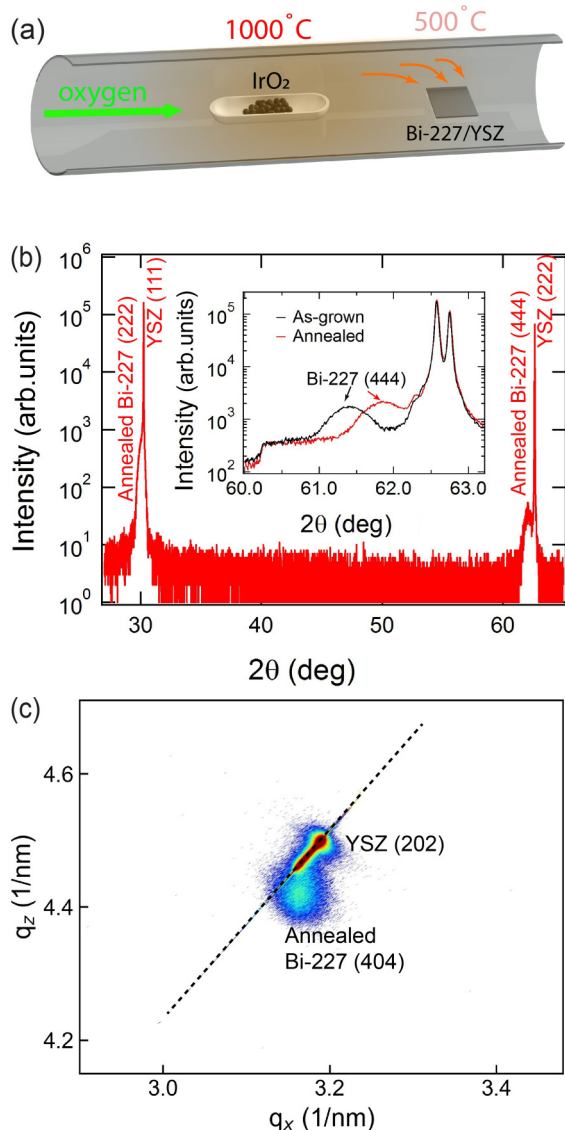 (a)
1000°C
500°C
oxygen
IrO₂
Bi-227/YSZ
(b)
Intensity (arb.units)
10⁶
10⁵
10⁴
10³
10²
10¹
10⁰
Annealed Bi-227 (222)
YSZ (111)
Annealed Bi-227 (444)
YSZ (222)
Intensity (arb.units)
10⁵
10⁴
10³
10²
As-grown
Annealed
Bi-227 (444)
60.0 61.0 62.0 63.0
2θ (deg)
30 40 50 60
2θ (deg)
(c)
q_z (1/nm)
4.6
4.4
4.2
YSZ (202)
Annealed
Bi-227 (404)
3.0 3.2 3.4
q_x (1/nm)